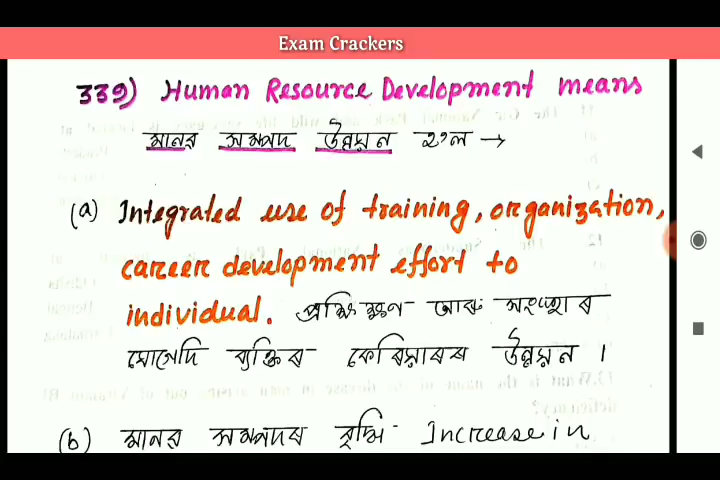 Exam Crackers
339) Human Resource Development means
মানৱ সম্পদ উন্নয়ন হ'ল →
(a) Integrated use of training, organization,
career development effort to
individual. প্ৰশিক্ষণ আৰু সংস্থাৰ
যোগেদি ব্যক্তিৰ কেৰিয়াৰৰ উন্নয়ন ।
(b) মানৱ সম্পদৰ বৃদ্ধি Increase in